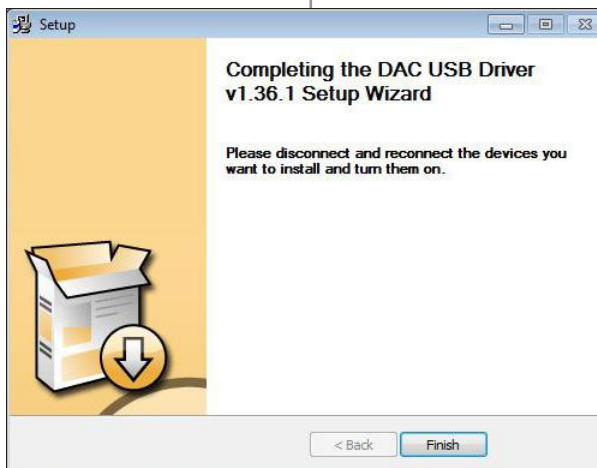 Setup
Completing the DAC USB Driver
v1.36.1 Setup Wizard
Please disconnect and reconnect the devices you
want to install and turn them on.
< Back Finish